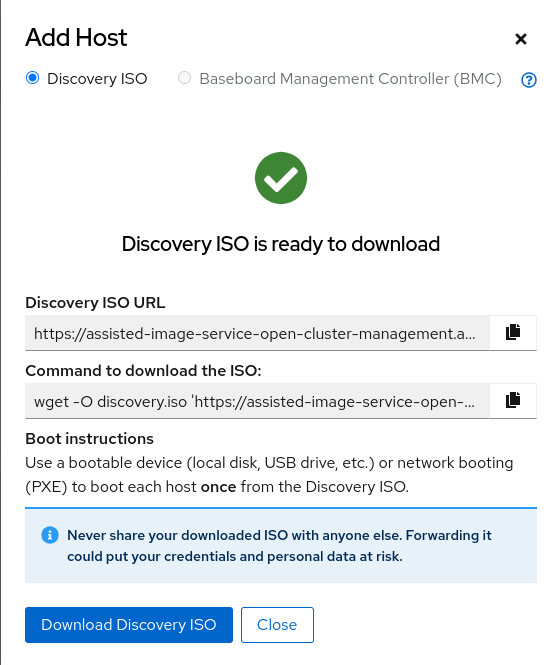 Add Host
Discovery ISO
Baseboard Management Controller (BMC)
Discovery ISO is ready to download
Discovery ISO URL
https://assisted-image-service-open-cluster-management.a...
Command to download the ISO:
wget -O discovery.iso 'https://assisted-image-service-open-...
Boot instructions
Use a bootable device (local disk, USB drive, etc.) or network booting
(PXE) to boot each host once from the Discovery ISO.
Never share your downloaded ISO with anyone else. Forwarding it
could put your credentials and personal data at risk.
Download Discovery ISO
Close